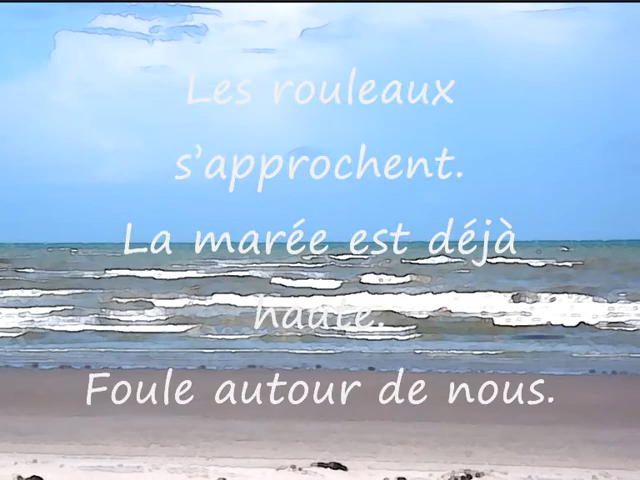 Les rouleaux
s’approchent.
La marée est déjà
haute.
Foule autour de nous.